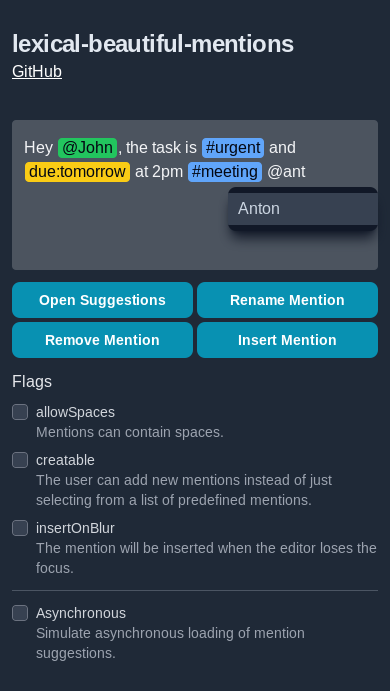 lexical-beautiful-mentions
GitHub
Hey @John, the task is #urgent and
due:tomorrow at 2pm #meeting @ant
Anton
Open Suggestions
Rename Mention
Remove Mention
Insert Mention
Flags
allowSpaces
Mentions can contain spaces.
creatable
The user can add new mentions instead of just
selecting from a list of predefined mentions.
insertOnBlur
The mention will be inserted when the editor loses the
focus.
Asynchronous
Simulate asynchronous loading of mention
suggestions.